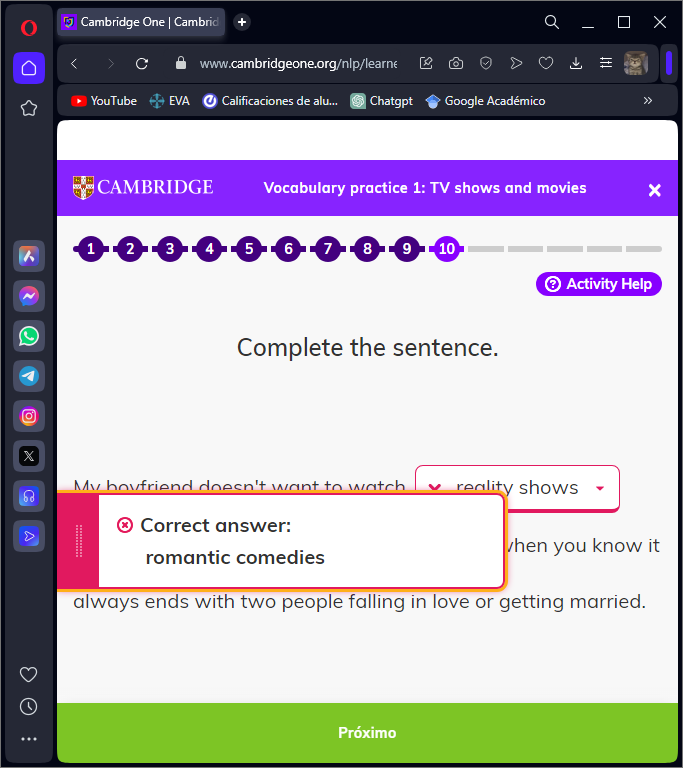 Cambridge One | Cambrid
www.cambridgeone.org/nlp/learne
YouTube
EVA
Calificaciones de alu...
Chatgpt
Google Académico
»
CAMBRIDGE
Vocabulary practice 1: TV shows and movies
1 2 3 4 5 6 7 8 9 10
Activity Help
Complete the sentence.
My boyfriend doesn't want to watch reality shows
Correct answer:
romantic comedies
when you know it
always ends with two people falling in love or getting married.
Próximo